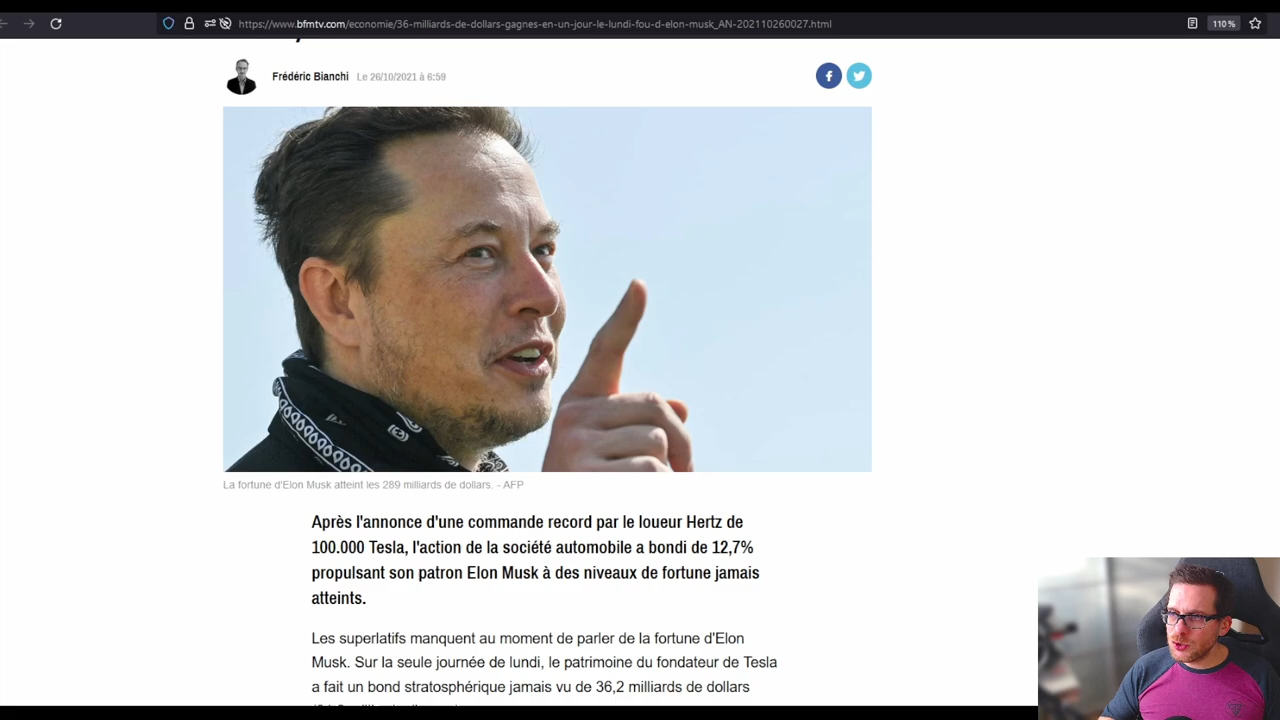 https://www.bfmtv.com/economie/36-milliards-de-dollars-gagnes-en-un-jour-le-lundi-fou-d-elon-musk_AN-202110260027.html
110%
Frédéric Bianchi Le 26/10/2021 à 6:59
La fortune d'Elon Musk atteint les 289 milliards de dollars. - AFP
Après l'annonce d'une commande record par le loueur Hertz de
100.000 Tesla, l'action de la société automobile a bondi de 12,7%
propulsant son patron Elon Musk à des niveaux de fortune jamais
atteints.
Les superlatifs manquent au moment de parler de la fortune d'Elon
Musk. Sur la seule journée de lundi, le patrimoine du fondateur de Tesla
a fait un bond stratosphérique jamais vu de 36,2 milliards de dollars